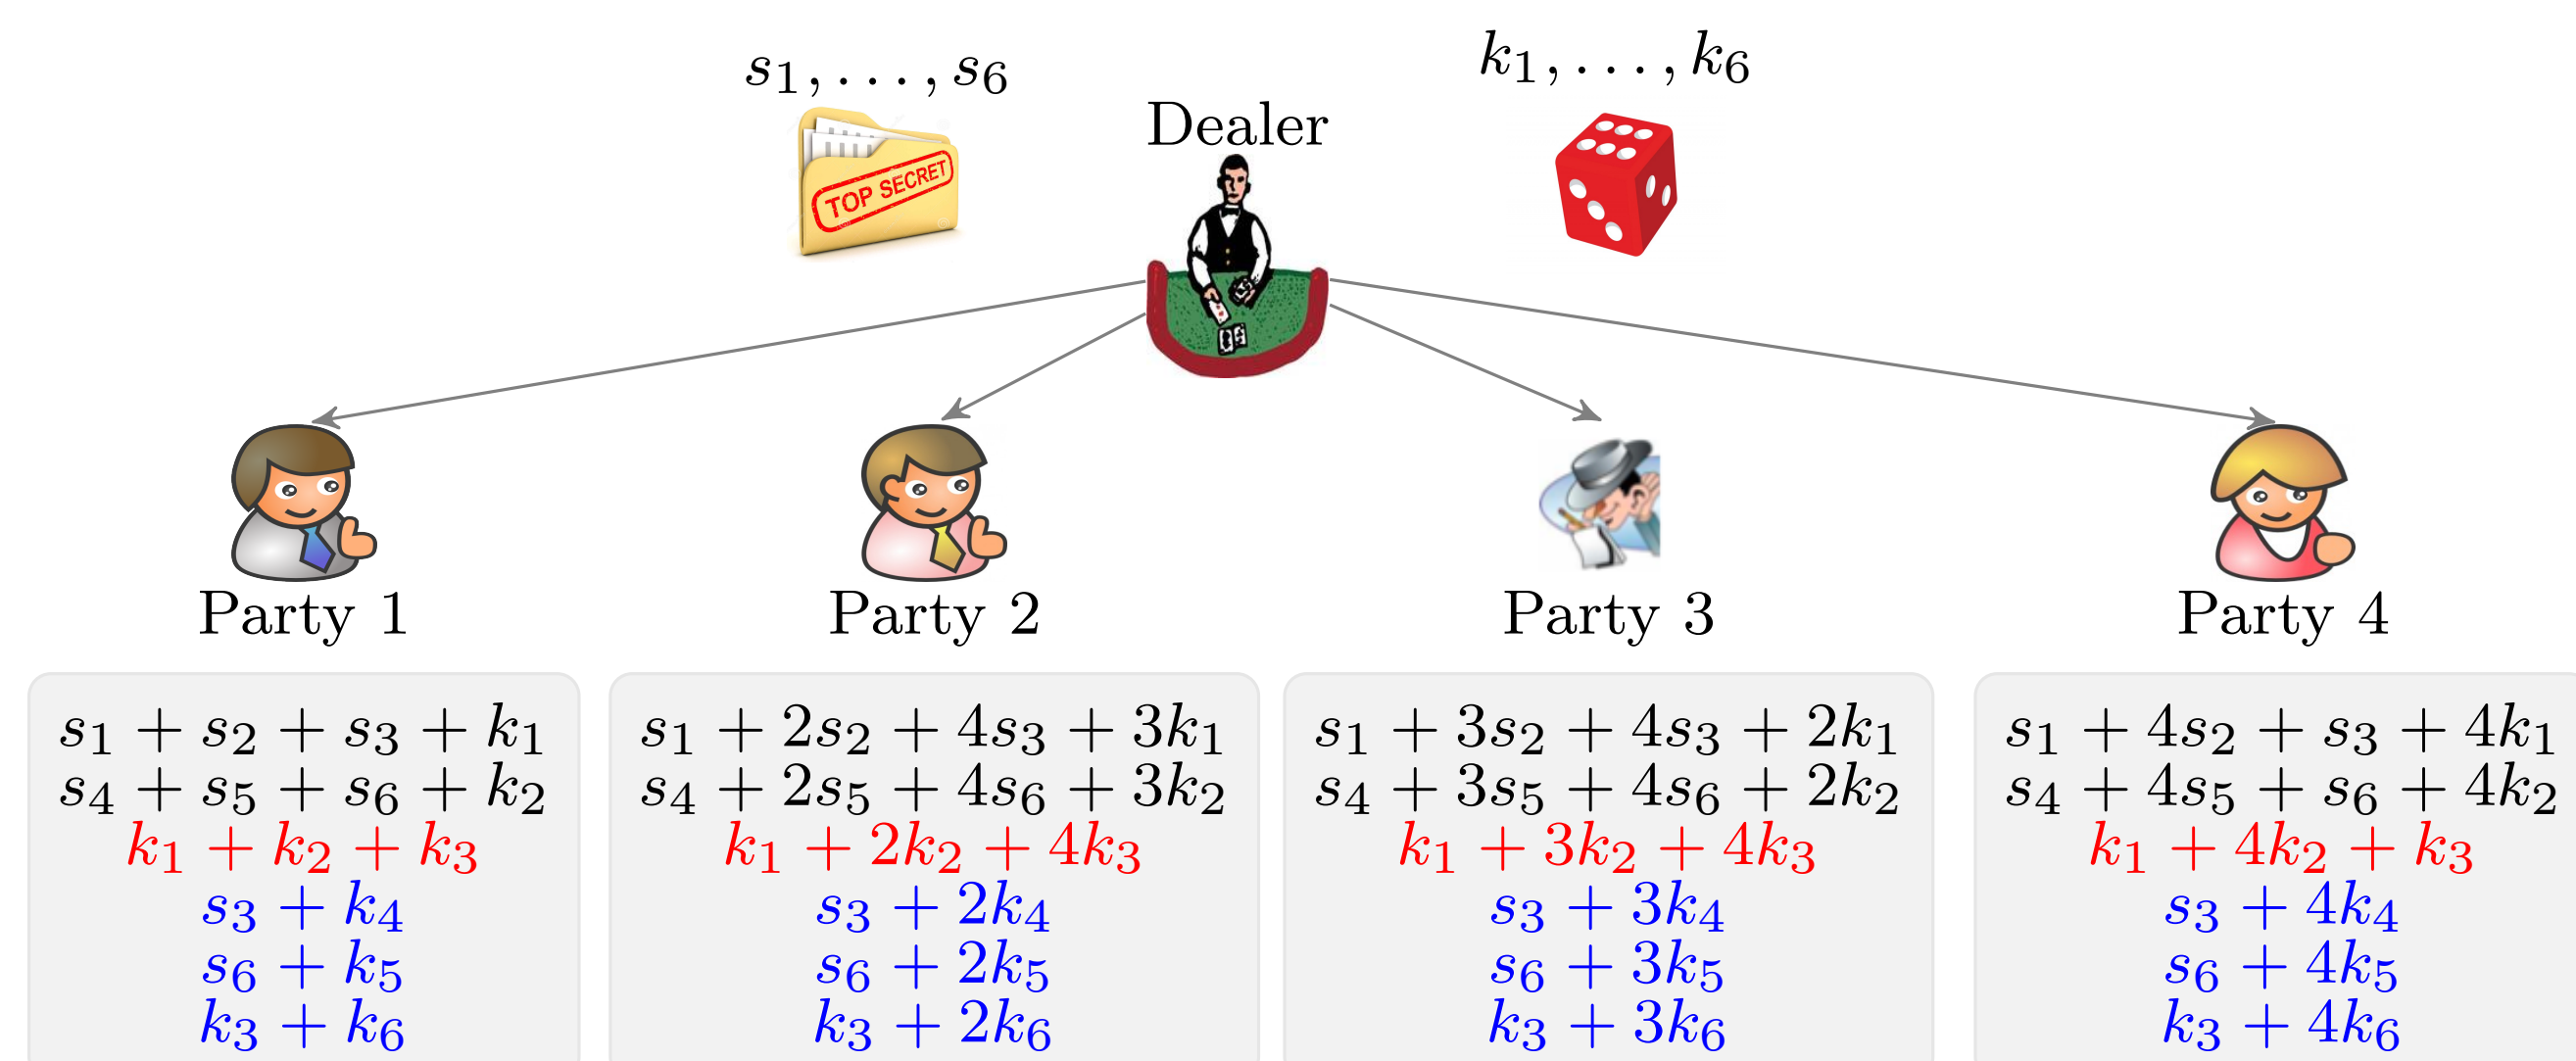 s₁, . . . , s₆
k₁, . . . , k₆
Dealer
TOP SECRET
Party 1
Party 2
Party 3
Party 4
s₁ + s₂ + s₃ + k₁
s₄ + s₅ + s₆ + k₂
k₁ + k₂ + k₃
s₃ + k₄
s₆ + k₅
k₃ + k₆
s₁ + 2s₂ + 4s₃ + 3k₁
s₄ + 2s₅ + 4s₆ + 3k₂
k₁ + 2k₂ + 4k₃
s₃ + 2k₄
s₆ + 2k₅
k₃ + 2k₆
s₁ + 3s₂ + 4s₃ + 2k₁
s₄ + 3s₅ + 4s₆ + 2k₂
k₁ + 3k₂ + 4k₃
s₃ + 3k₄
s₆ + 3k₅
k₃ + 3k₆
s₁ + 4s₂ + s₃ + 4k₁
s₄ + 4s₅ + s₆ + 4k₂
k₁ + 4k₂ + k₃
s₃ + 4k₄
s₆ + 4k₅
k₃ + 4k₆